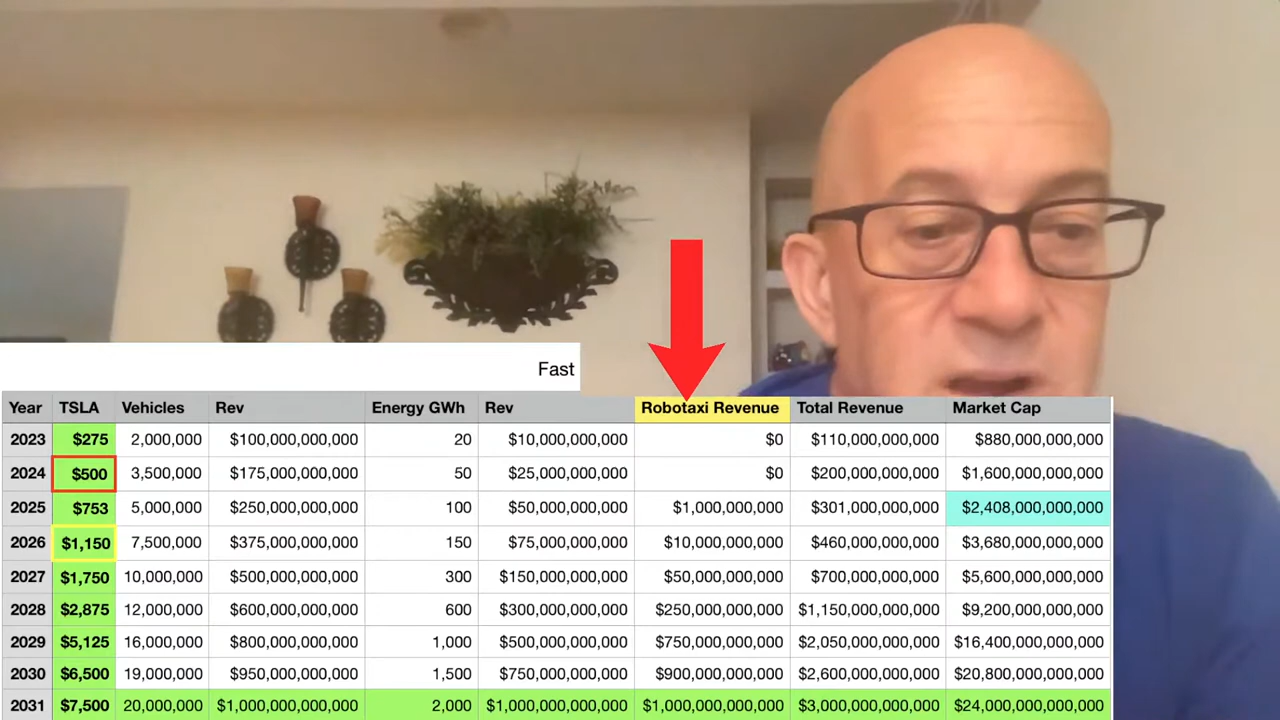 Fast
Year TSLA Vehicles Rev Energy GWh Rev Robotaxi Revenue Total Revenue Market Cap
2023 $275 2,000,000 $100,000,000,000 20 $10,000,000,000 $0 $110,000,000,000 $880,000,000,000
2024 $500 3,500,000 $175,000,000,000 50 $25,000,000,000 $0 $200,000,000,000 $1,600,000,000,000
2025 $753 5,000,000 $250,000,000,000 100 $50,000,000,000 $1,000,000,000 $301,000,000,000 $2,408,000,000,000
2026 $1,150 7,500,000 $375,000,000,000 150 $75,000,000,000 $10,000,000,000 $460,000,000,000 $3,680,000,000,000
2027 $1,750 10,000,000 $500,000,000,000 300 $150,000,000,000 $50,000,000,000 $700,000,000,000 $5,600,000,000,000
2028 $2,875 12,000,000 $600,000,000,000 600 $300,000,000,000 $250,000,000,000 $1,150,000,000,000 $9,200,000,000,000
2029 $5,125 16,000,000 $800,000,000,000 1,000 $500,000,000,000 $750,000,000,000 $2,050,000,000,000 $16,400,000,000,000
2030 $6,500 19,000,000 $950,000,000,000 1,500 $750,000,000,000 $900,000,000,000 $2,600,000,000,000 $20,800,000,000,000
2031 $7,500 20,000,000 $1,000,000,000,000 2,000 $1,000,000,000,000 $1,000,000,000,000 $3,000,000,000,000 $24,000,000,000,000